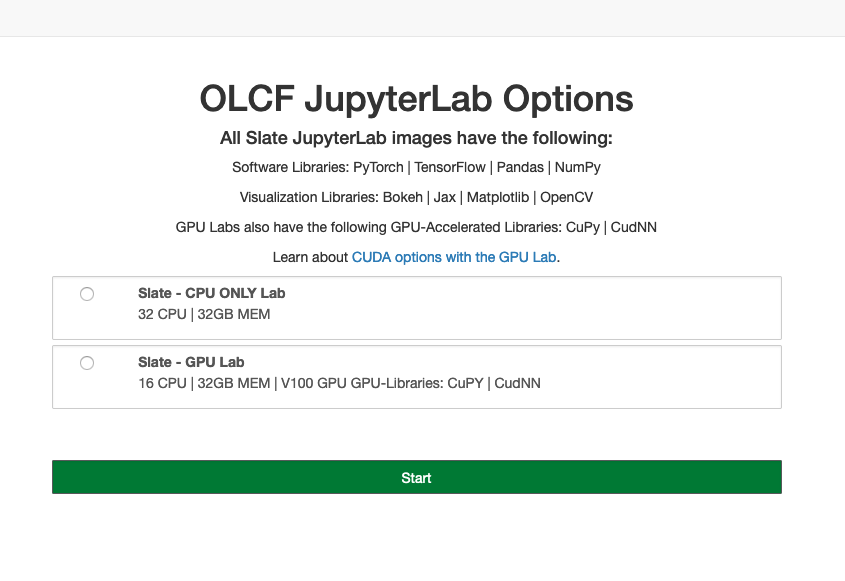 OLCF JupyterLab Options
All Slate JupyterLab images have the following:
Software Libraries: PyTorch | TensorFlow | Pandas | NumPy
Visualization Libraries: Bokeh | Jax | Matplotlib | OpenCV
GPU Labs also have the following GPU-Accelerated Libraries: CuPy | CudNN
Learn about CUDA options with the GPU Lab.
Slate - CPU ONLY Lab
32 CPU | 32GB MEM
Slate - GPU Lab
16 CPU | 32GB MEM | V100 GPU GPU-Libraries: CuPY | CudNN
Start